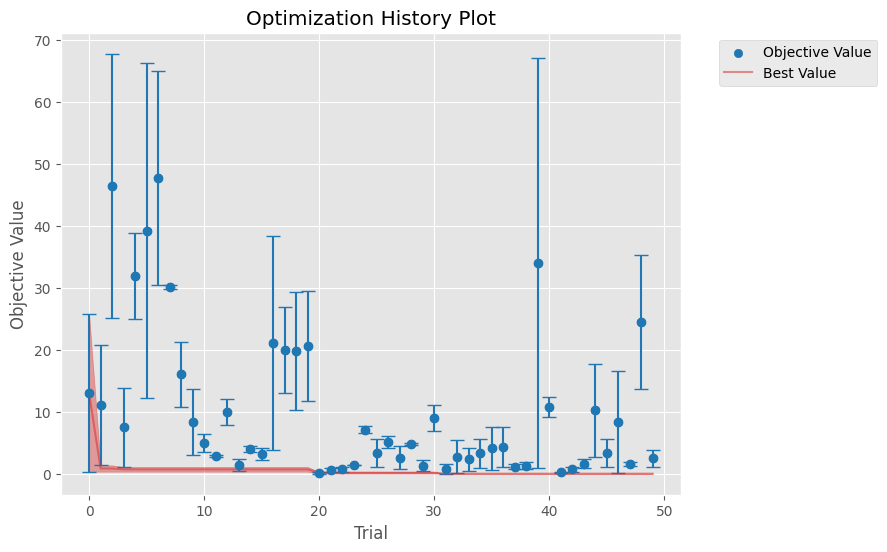 Optimization History Plot
Objective Value
Best Value
70
60
50
40
30
20
10
0
Objective Value
0 10 20 30 40 50
Trial